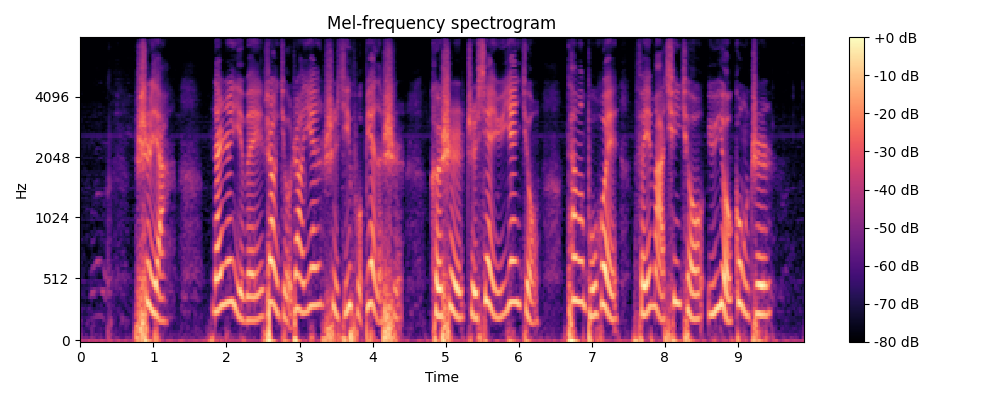 Mel-frequency spectrogram
+0 dB
-10 dB
-20 dB
-30 dB
-40 dB
-50 dB
-60 dB
-70 dB
-80 dB
Hz
4096
2048
1024
512
0
0 1 2 3 4 5 6 7 8 9
Time